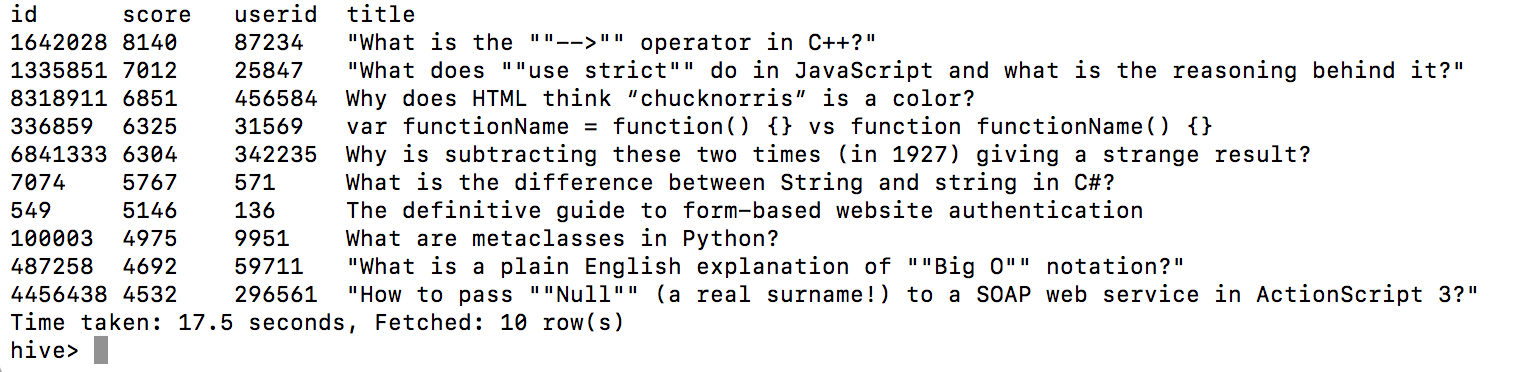 id score userid title
1642028 8140 87234 "What is the ""-->"" operator in C++?"
1335851 7012 25847 "What does ""use strict"" do in JavaScript and what is the reasoning behind it?"
8318911 6851 456584 Why does HTML think “chucknorris” is a color?
336859 6325 31569 var functionName = function() {} vs function functionName() {}
6841333 6304 342235 Why is subtracting these two times (in 1927) giving a strange result?
7074 5767 571 What is the difference between String and string in C#?
549 5146 136 The definitive guide to form-based website authentication
100003 4975 9951 What are metaclasses in Python?
487258 4692 59711 "What is a plain English explanation of ""Big O"" notation?"
4456438 4532 296561 "How to pass ""Null"" (a real surname!) to a SOAP web service in ActionScript 3?"
Time taken: 17.5 seconds, Fetched: 10 row(s)
hive>